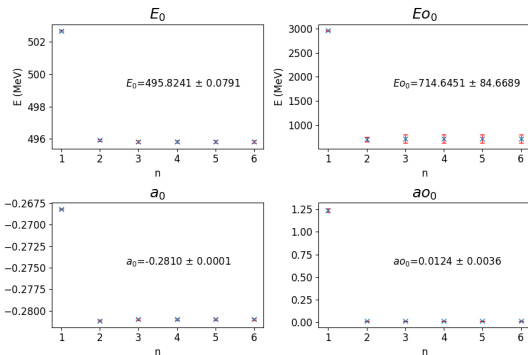 E₀
Eo₀
E (MeV)
502
500
498
496
E₀=495.8241 ± 0.0791
1 2 3 4 5 6
n
E (MeV)
3000
2500
2000
1500
1000
Eo₀=714.6451 ± 84.6689
1 2 3 4 5 6
n
a₀
ao₀
−0.2675
−0.2700
−0.2725
−0.2750
−0.2775
−0.2800
a₀=-0.2810 ± 0.0001
1 2 3 4 5 6
n
1.25
1.00
0.75
0.50
0.25
0.00
ao₀=0.0124 ± 0.0036
1 2 3 4 5 6
n